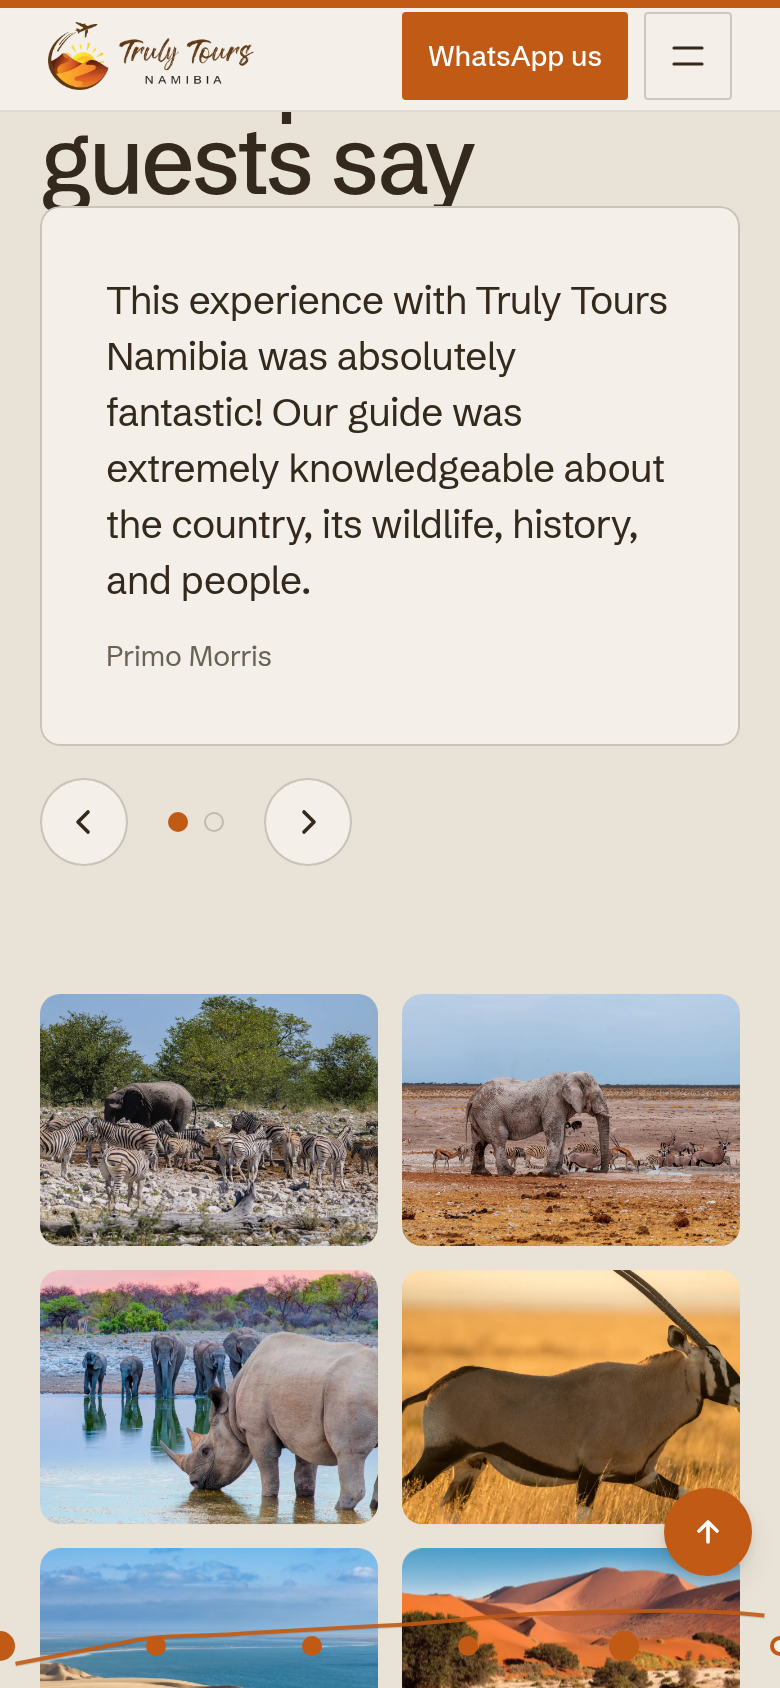 Truly Tours
NAMIBIA
WhatsApp us
guests say
This experience with Truly Tours
Namibia was absolutely
fantastic! Our guide was
extremely knowledgeable about
the country, its wildlife, history,
and people.
Primo Morris